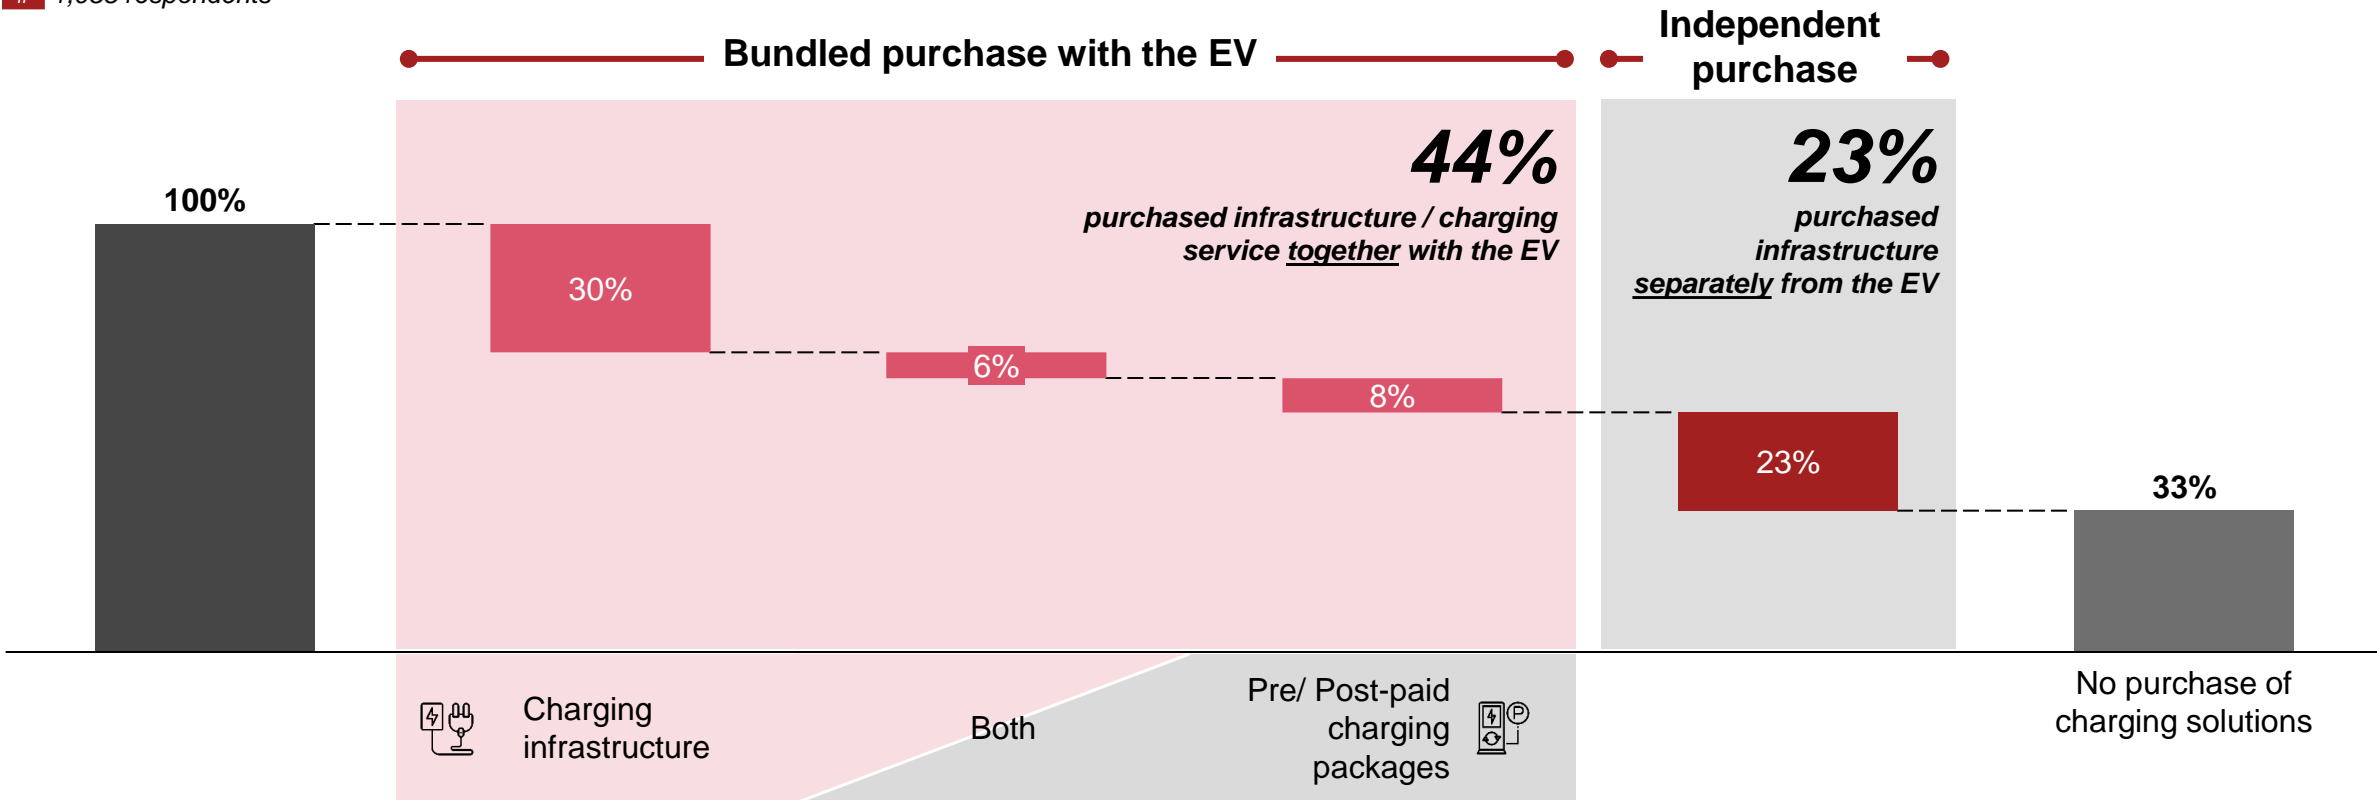 respondents
Bundled purchase with the EV
Independent
purchase
44%
purchased infrastructure / charging
service together with the EV
23%
purchased
infrastructure
separately from the EV
100%
30%
6%
8%
23%
33%
Charging
infrastructure
Both
Pre/ Post-paid
charging
packages
P
No purchase of
charging solutions